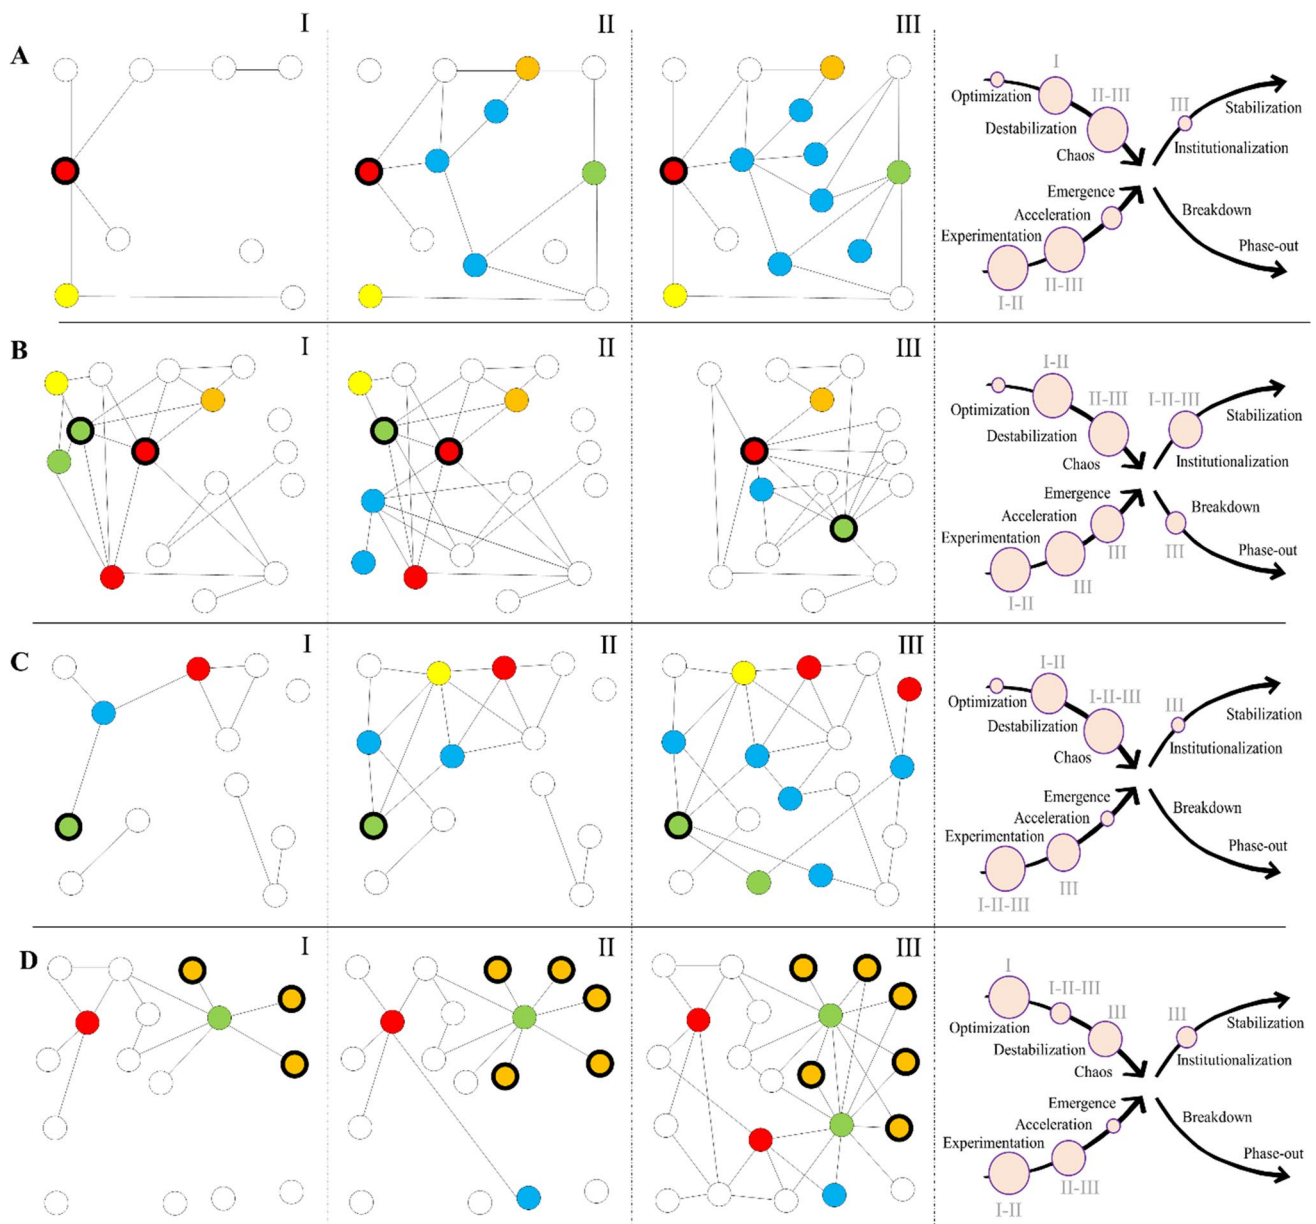 I
II
III
A
I
II-III
III
Optimization
Destabilization
Chaos
Stabilization
Institutionalization
Emergence
Acceleration
Experimentation
Breakdown
Phase-out
I-II
II-III
B
I
II
III
I-II
II-III
I-II-III
Optimization
Destabilization
Chaos
Stabilization
Institutionalization
Emergence
Acceleration
Experimentation
Breakdown
Phase-out
I-II
III
III
III
C
I
II
III
I-II
I-II-III
III
Optimization
Destabilization
Chaos
Stabilization
Institutionalization
Emergence
Acceleration
Experimentation
Breakdown
Phase-out
I-II-III
III
D
I
II
III
I
I-II-III
III
III
Optimization
Destabilization
Chaos
Stabilization
Institutionalization
Emergence
Acceleration
Experimentation
Breakdown
Phase-out
I-II
II-III